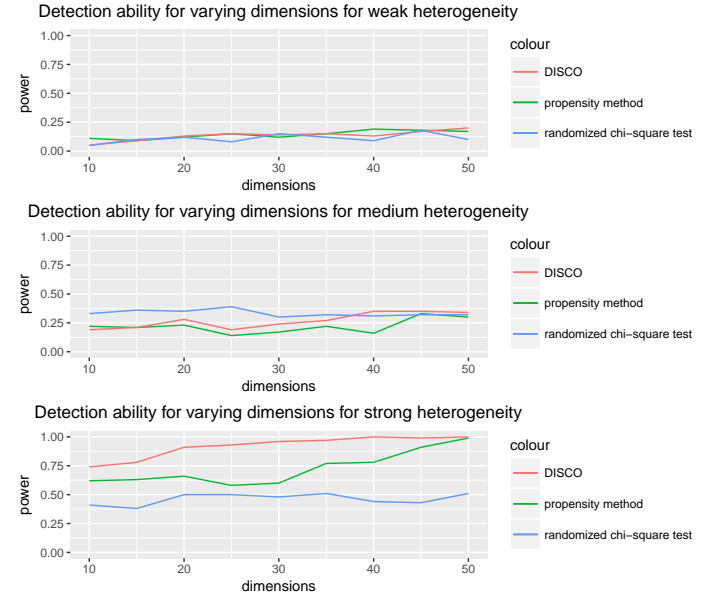 Detection ability for varying dimensions for weak heterogeneity
1.00
0.75
0.50
0.25
0.00
power
10 20 30 40 50
dimensions
colour
DISCO
propensity method
randomized chi−square test
Detection ability for varying dimensions for medium heterogeneity
1.00
0.75
0.50
0.25
0.00
power
10 20 30 40 50
dimensions
colour
DISCO
propensity method
randomized chi−square test
Detection ability for varying dimensions for strong heterogeneity
1.00
0.75
0.50
0.25
0.00
power
10 20 30 40 50
dimensions
colour
DISCO
propensity method
randomized chi−square test